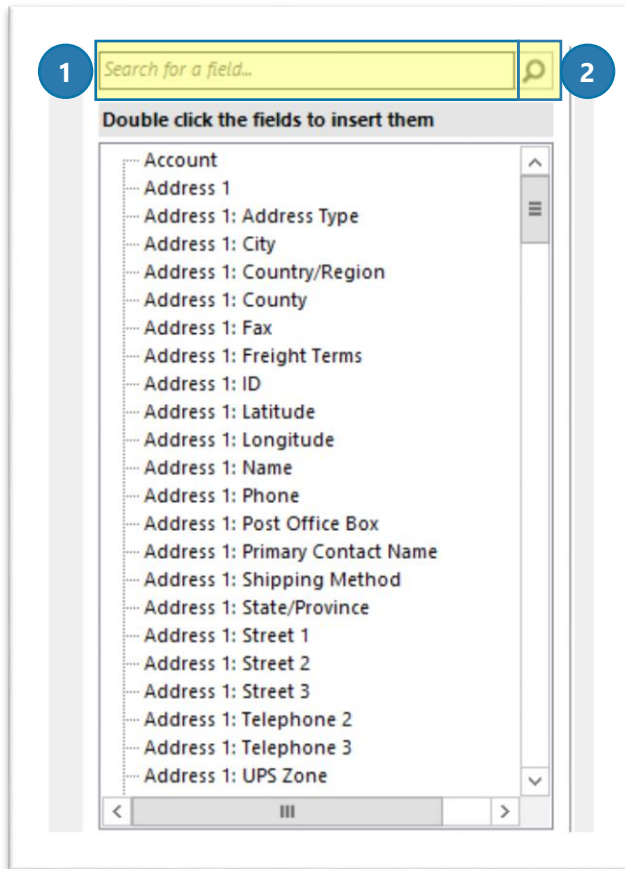 1 Search for a field... 2
Double click the fields to insert them
Account
Address 1
Address 1: Address Type
Address 1: City
Address 1: Country/Region
Address 1: County
Address 1: Fax
Address 1: Freight Terms
Address 1: ID
Address 1: Latitude
Address 1: Longitude
Address 1: Name
Address 1: Phone
Address 1: Post Office Box
Address 1: Primary Contact Name
Address 1: Shipping Method
Address 1: State/Province
Address 1: Street 1
Address 1: Street 2
Address 1: Street 3
Address 1: Telephone 2
Address 1: Telephone 3
Address 1: UPS Zone